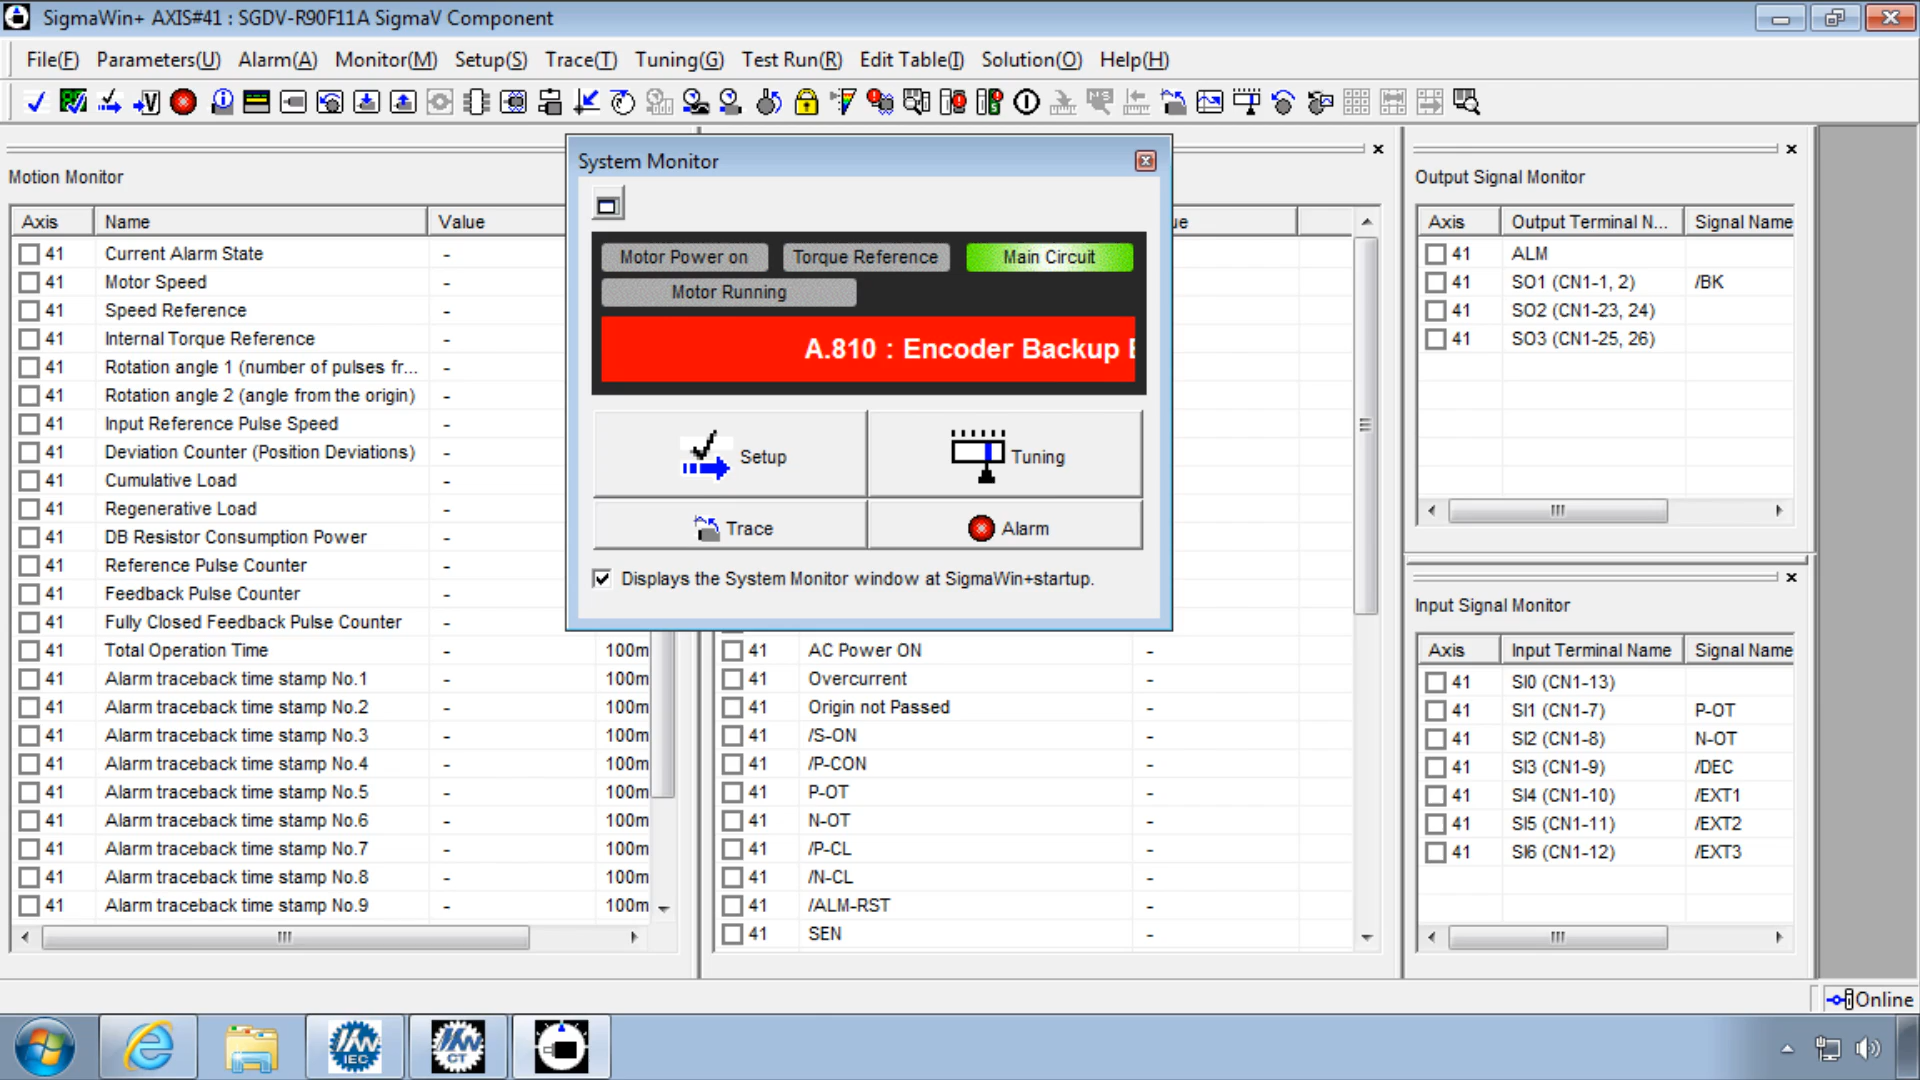 SigmaWin+ AXIS#41 : SGDV-R90F11A SigmaV Component
File(F) Parameters(U) Alarm(A) Monitor(M) Setup(S) Trace(T) Tuning(G) Test Run(R) Edit Table(I) Solution(O) Help(H)
Motion Monitor
Axis Name Value
41 Current Alarm State -
41 Motor Speed -
41 Speed Reference -
41 Internal Torque Reference -
41 Rotation angle 1 (number of pulses fr... -
41 Rotation angle 2 (angle from the origin) -
41 Input Reference Pulse Speed -
41 Deviation Counter (Position Deviations) -
41 Cumulative Load -
41 Regenerative Load -
41 DB Resistor Consumption Power -
41 Reference Pulse Counter -
41 Feedback Pulse Counter -
41 Fully Closed Feedback Pulse Counter -
41 Total Operation Time - 100m
41 Alarm traceback time stamp No.1 - 100m
41 Alarm traceback time stamp No.2 - 100m
41 Alarm traceback time stamp No.3 - 100m
41 Alarm traceback time stamp No.4 - 100m
41 Alarm traceback time stamp No.5 - 100m
41 Alarm traceback time stamp No.6 - 100m
41 Alarm traceback time stamp No.7 - 100m
41 Alarm traceback time stamp No.8 - 100m
41 Alarm traceback time stamp No.9 - 100m
System Monitor
Motor Power on Torque Reference Main Circuit
Motor Running
A.810 : Encoder Backup
Setup Tuning
Trace Alarm
Displays the System Monitor window at SigmaWin+startup.
ue
41 AC Power ON -
41 Overcurrent -
41 Origin not Passed -
41 /S-ON -
41 /P-CON -
41 P-OT -
41 N-OT -
41 /P-CL -
41 /N-CL -
41 /ALM-RST -
41 SEN -
Output Signal Monitor
Axis Output Terminal N... Signal Name
41 ALM
41 SO1 (CN1-1, 2) /BK
41 SO2 (CN1-23, 24)
41 SO3 (CN1-25, 26)
Input Signal Monitor
Axis Input Terminal Name Signal Name
41 SI0 (CN1-13)
41 SI1 (CN1-7) P-OT
41 SI2 (CN1-8) N-OT
41 SI3 (CN1-9) /DEC
41 SI4 (CN1-10) /EXT1
41 SI5 (CN1-11) /EXT2
41 SI6 (CN1-12) /EXT3
Online
IEC
CT